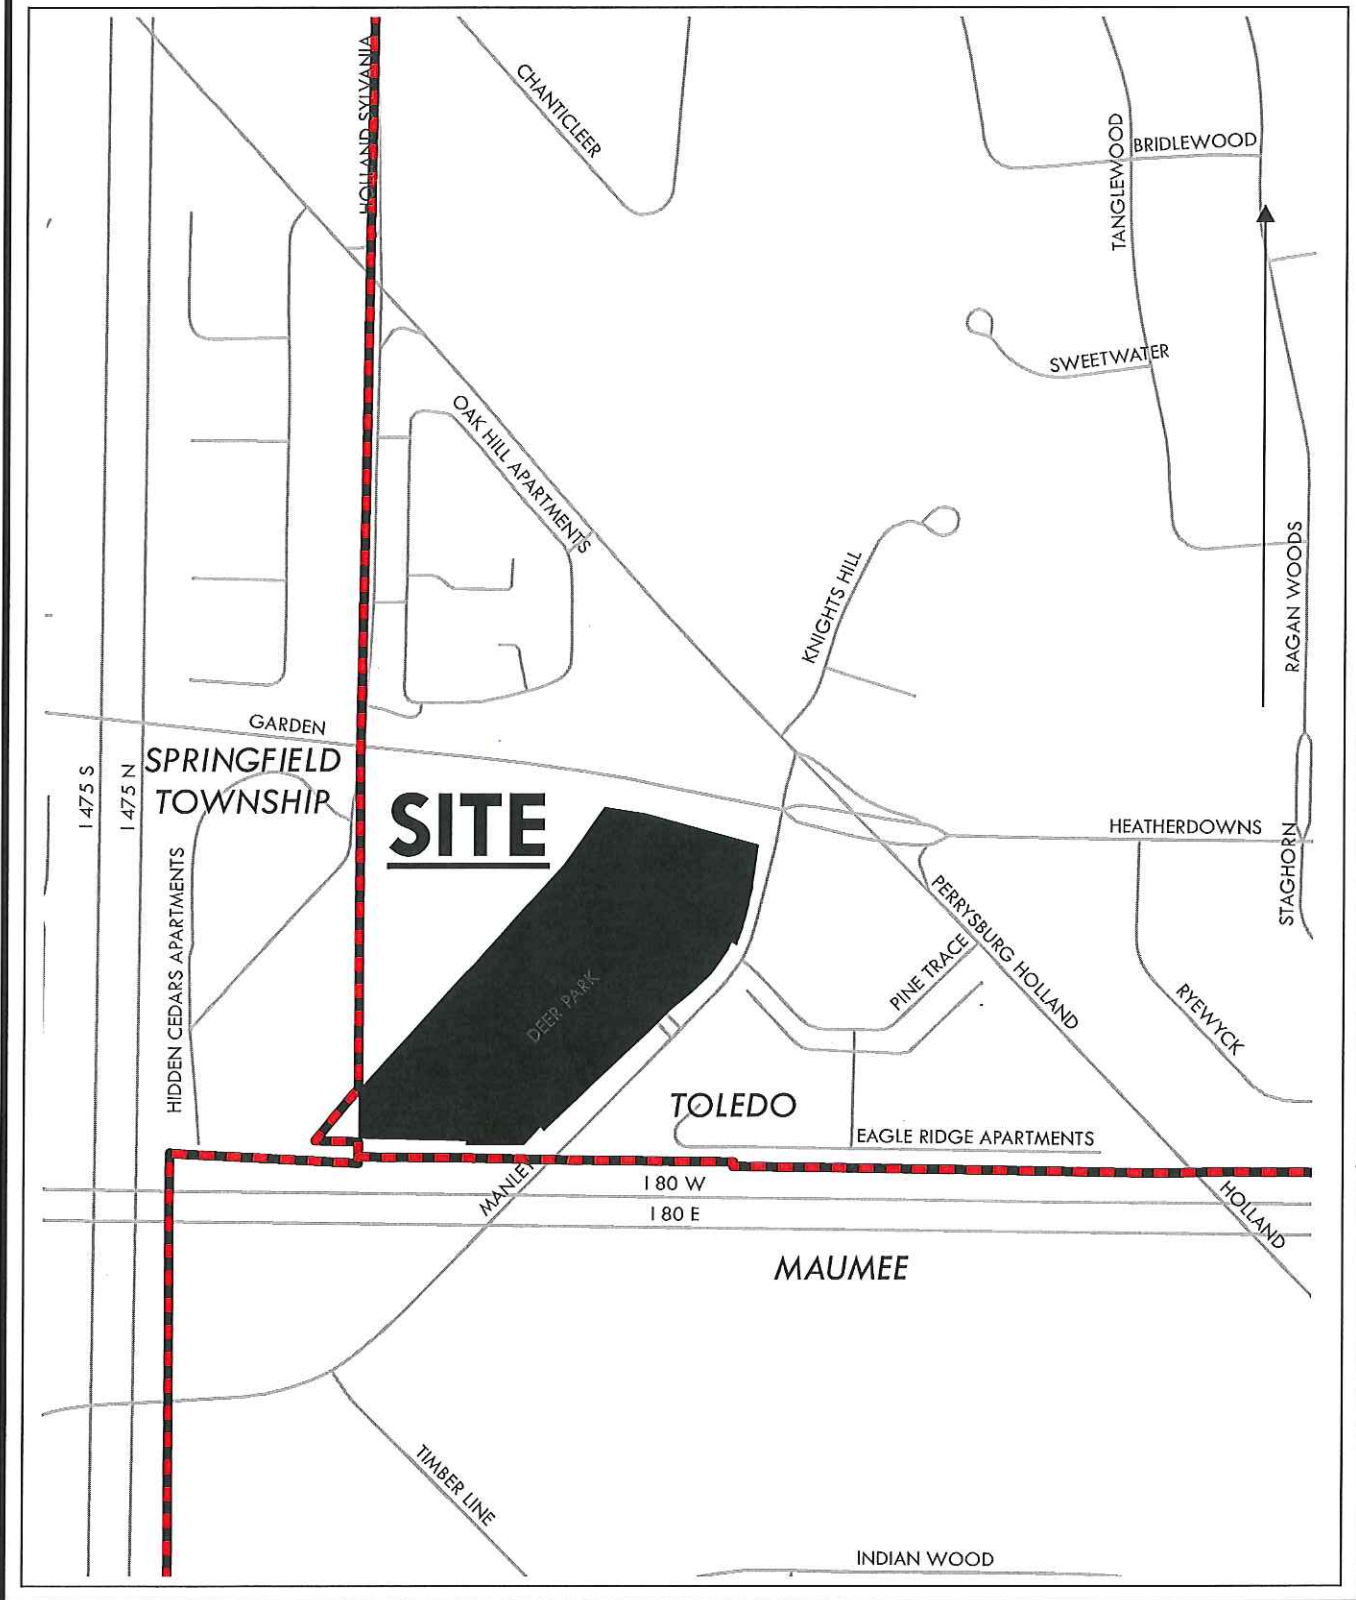 HOLLAND SYLVANIA
CHANTICLEER
TANGLEWOOD
BRIDLEWOOD
SWEETWATER
OAK HILL APARTMENTS
KNIGHTS HILL
RAGAN WOODS
GARDEN
SPRINGFIELD
TOWNSHIP
I 475 S
I 475 N
SITE
HEATHERDOWNS
STAGHORN
HIDDEN CEDARS APARTMENTS
PERRYSBURG HOLLAND
PINE TRACE
DEER PARK
RYEWYCK
TOLEDO
EAGLE RIDGE APARTMENTS
MANLEY
I 80 W
I 80 E
HOLLAND
MAUMEE
TIMBER LINE
INDIAN WOOD